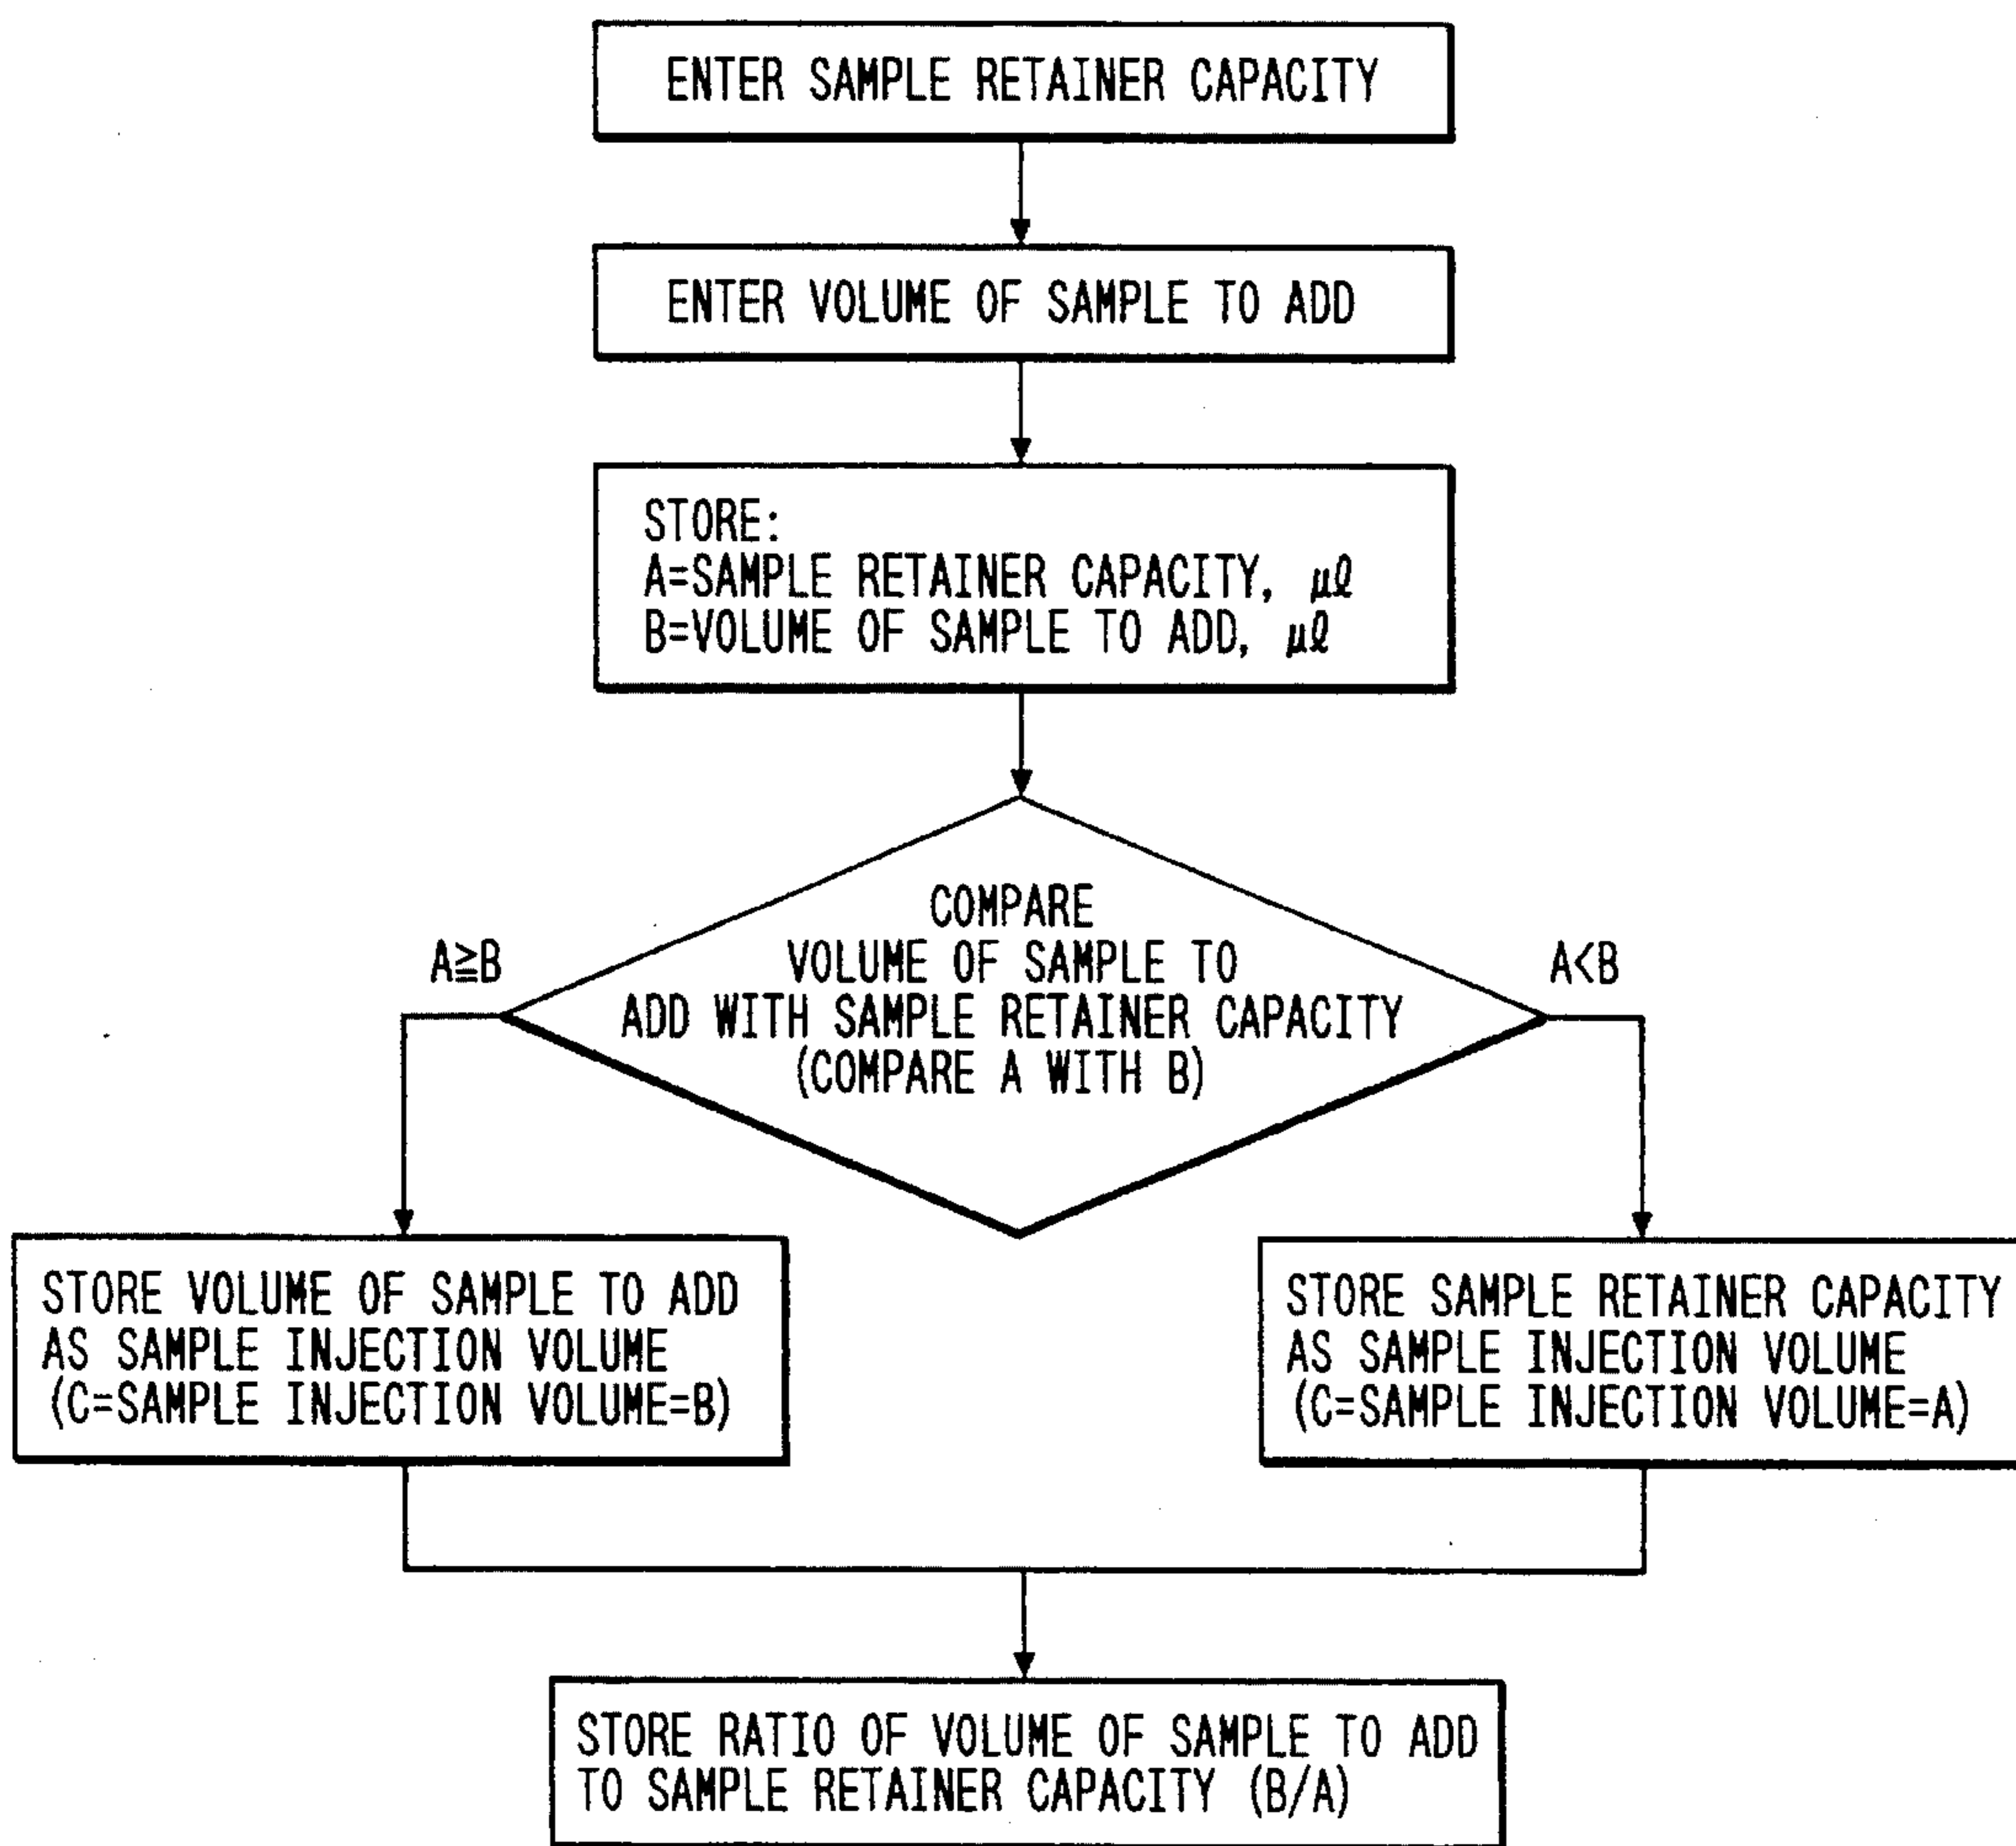 ENTER SAMPLE RETAINER CAPACITY
ENTER VOLUME OF SAMPLE TO ADD
STORE:
A=SAMPLE RETAINER CAPACITY, μℓ
B=VOLUME OF SAMPLE TO ADD, μℓ
COMPARE
VOLUME OF SAMPLE TO
ADD WITH SAMPLE RETAINER CAPACITY
(COMPARE A WITH B)
A≧B
A<B
STORE VOLUME OF SAMPLE TO ADD
AS SAMPLE INJECTION VOLUME
(C=SAMPLE INJECTION VOLUME=B)
STORE SAMPLE RETAINER CAPACITY
AS SAMPLE INJECTION VOLUME
(C=SAMPLE INJECTION VOLUME=A)
STORE RATIO OF VOLUME OF SAMPLE TO ADD
TO SAMPLE RETAINER CAPACITY (B/A)